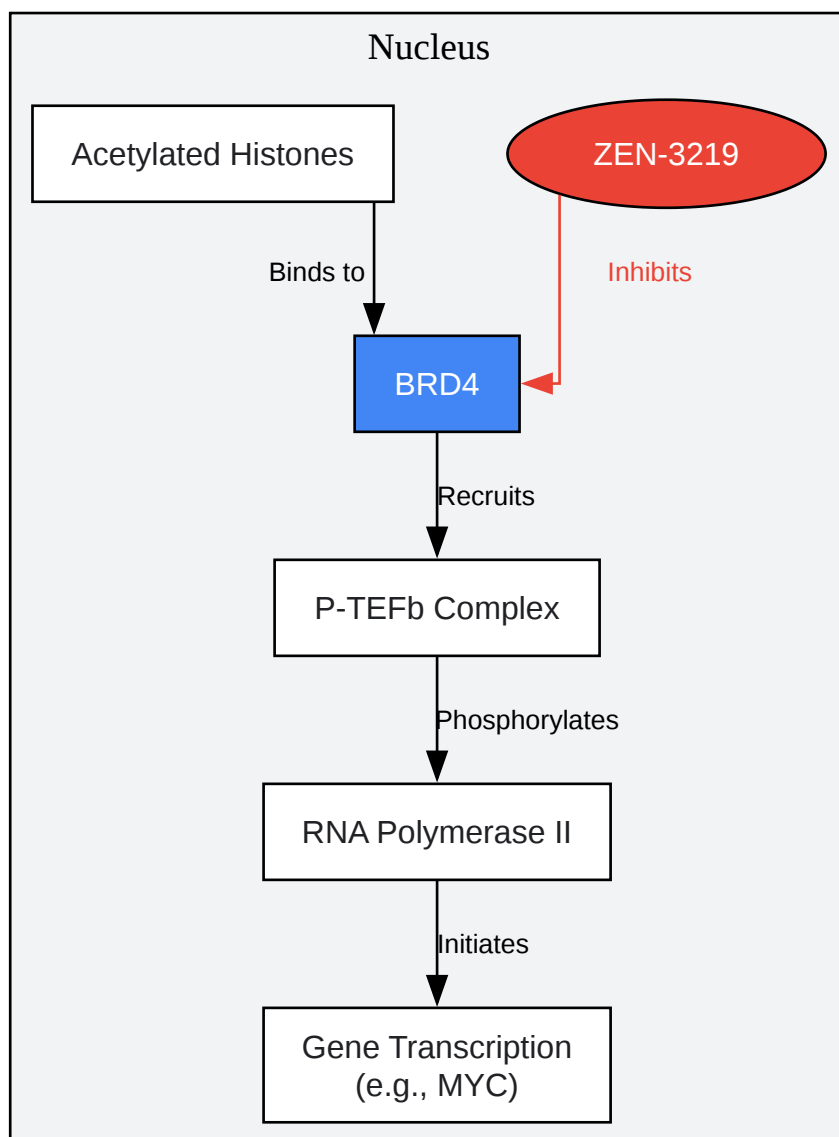 Nucleus
Acetylated Histones
ZEN-3219
Binds to
Inhibits
BRD4
Recruits
P-TEFb Complex
Phosphorylates
RNA Polymerase II
Initiates
Gene Transcription
(e.g., MYC)